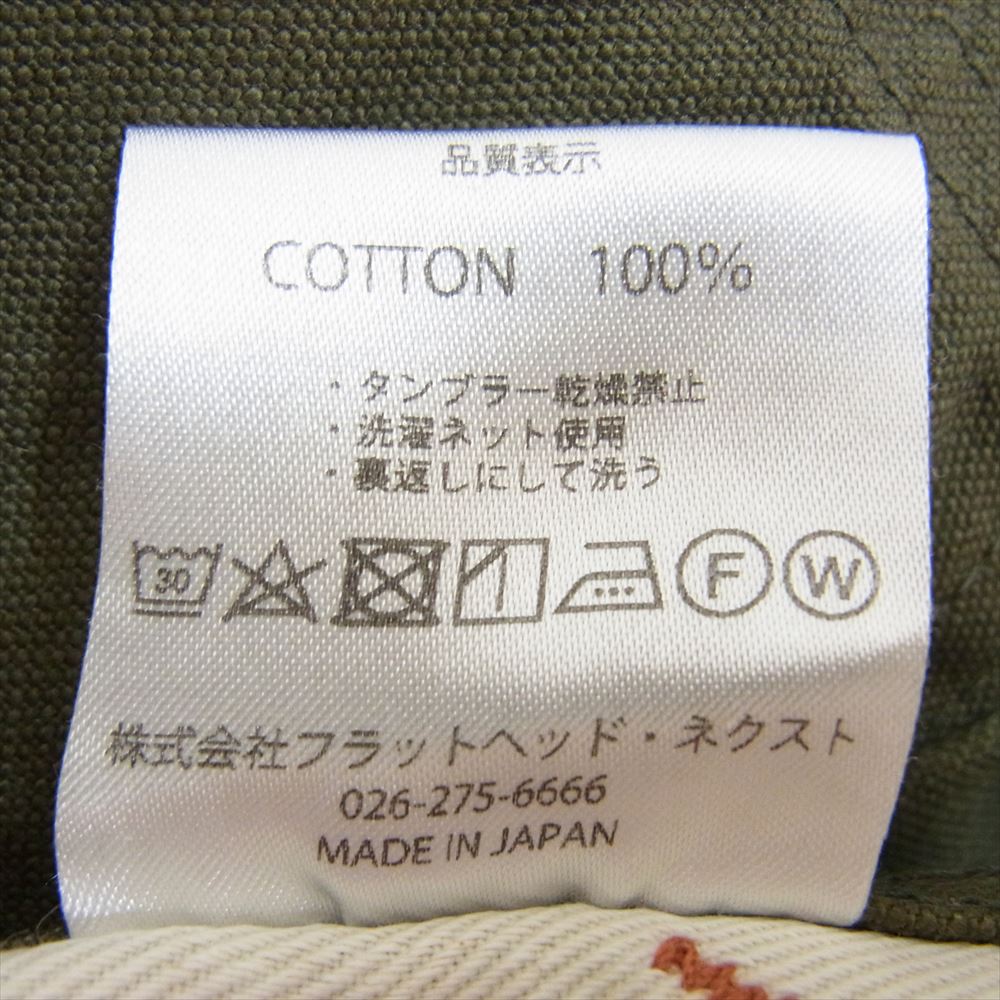 品質表示
COTTON 100%
・タンブラー乾燥禁止
・洗濯ネット使用
・裏返しにして洗う
30 F W
株式会社フラットヘッド・ネクスト
026-275-6666
MADE IN JAPAN